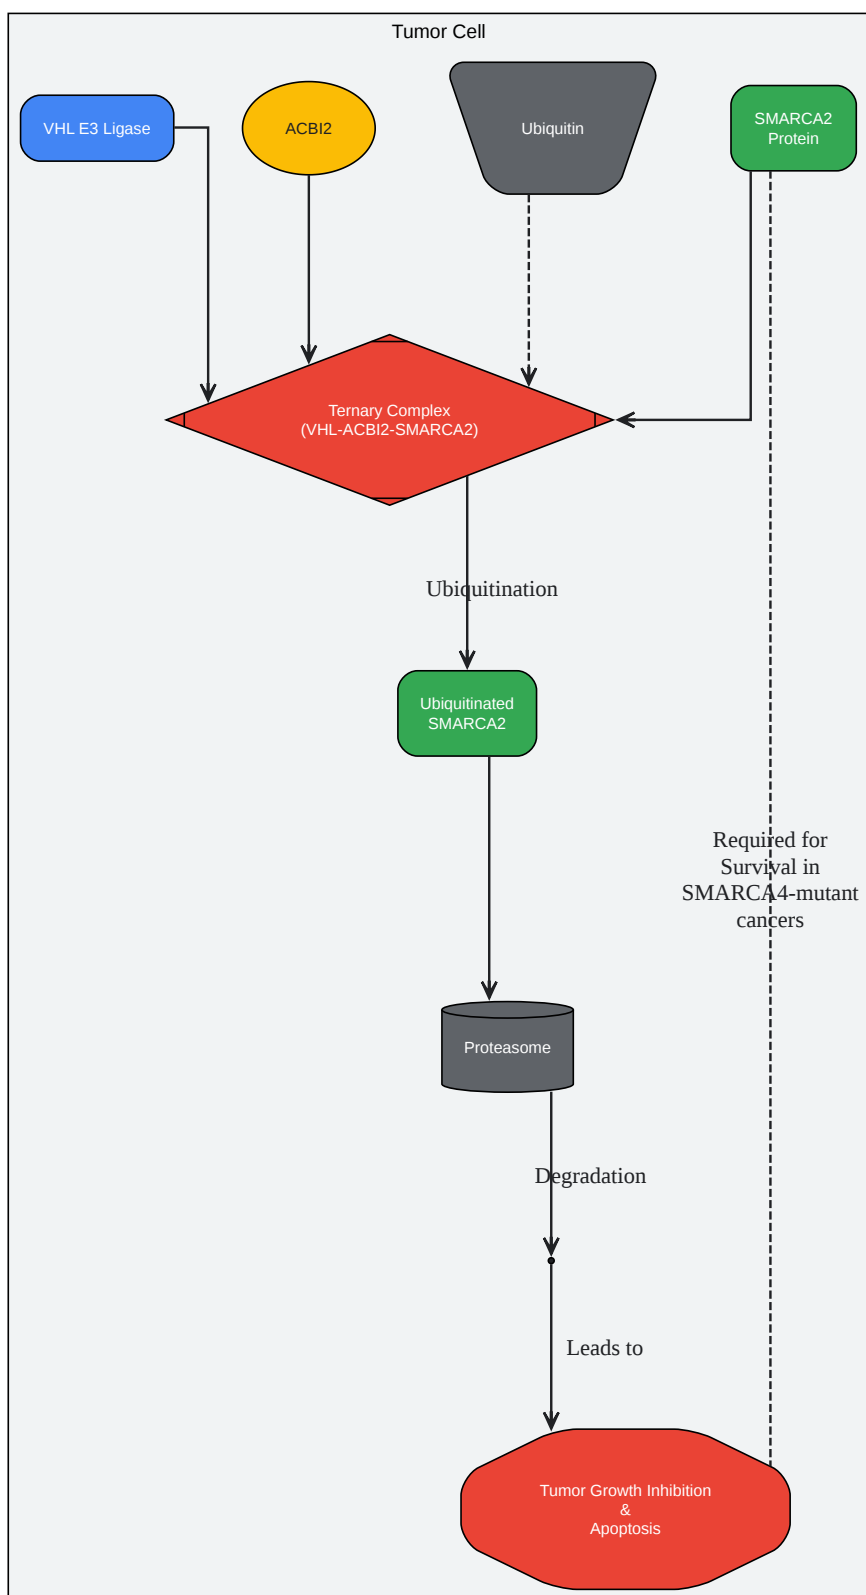 Tumor Cell
VHL E3 Ligase
ACBI2
Ubiquitin
SMARCA2
Protein
Ternary Complex
(VHL-ACBI2-SMARCA2)
Ubiquitination
Ubiquitinated
SMARCA2
Required for
Survival in
SMARCA4-mutant
cancers
Proteasome
Degradation
Leads to
Tumor Growth Inhibition
&
Apoptosis